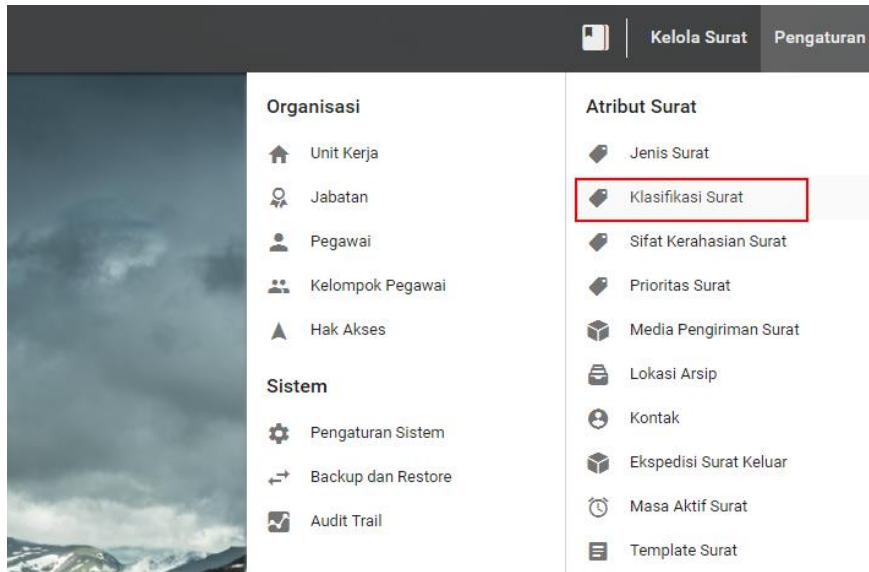 Kelola Surat
Pengaturan
Organisasi
Unit Kerja
Jabatan
Pegawai
Kelompok Pegawai
Hak Akses
Sistem
Pengaturan Sistem
Backup dan Restore
Audit Trail
Atribut Surat
Jenis Surat
Klasifikasi Surat
Sifat Kerahasian Surat
Prioritas Surat
Media Pengiriman Surat
Lokasi Arsip
Kontak
Ekspedisi Surat Keluar
Masa Aktif Surat
Template Surat